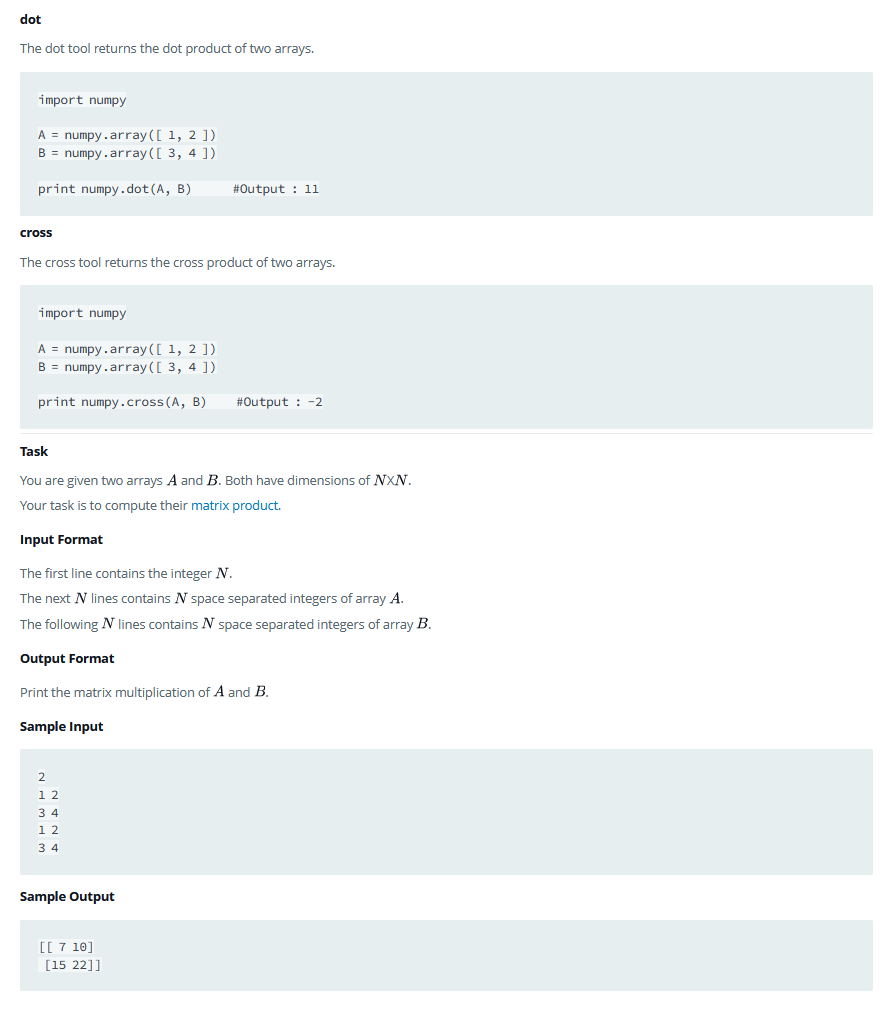 dot
The dot tool returns the dot product of two arrays.
import numpy
A = numpy.array([ 1, 2 ])
B = numpy.array([ 3, 4 ])
print numpy.dot(A, B)     #Output : 11
cross
The cross tool returns the cross product of two arrays.
import numpy
A = numpy.array([ 1, 2 ])
B = numpy.array([ 3, 4 ])
print numpy.cross(A, B)    #Output : -2
Task
You are given two arrays A and B. Both have dimensions of NXN.
Your task is to compute their matrix product.
Input Format
The first line contains the integer N.
The next N lines contains N space separated integers of array A.
The following N lines contains N space separated integers of array B.
Output Format
Print the matrix multiplication of A and B.
Sample Input
2
1 2
3 4
1 2
3 4
Sample Output
[[ 7 10]
 [15 22]]